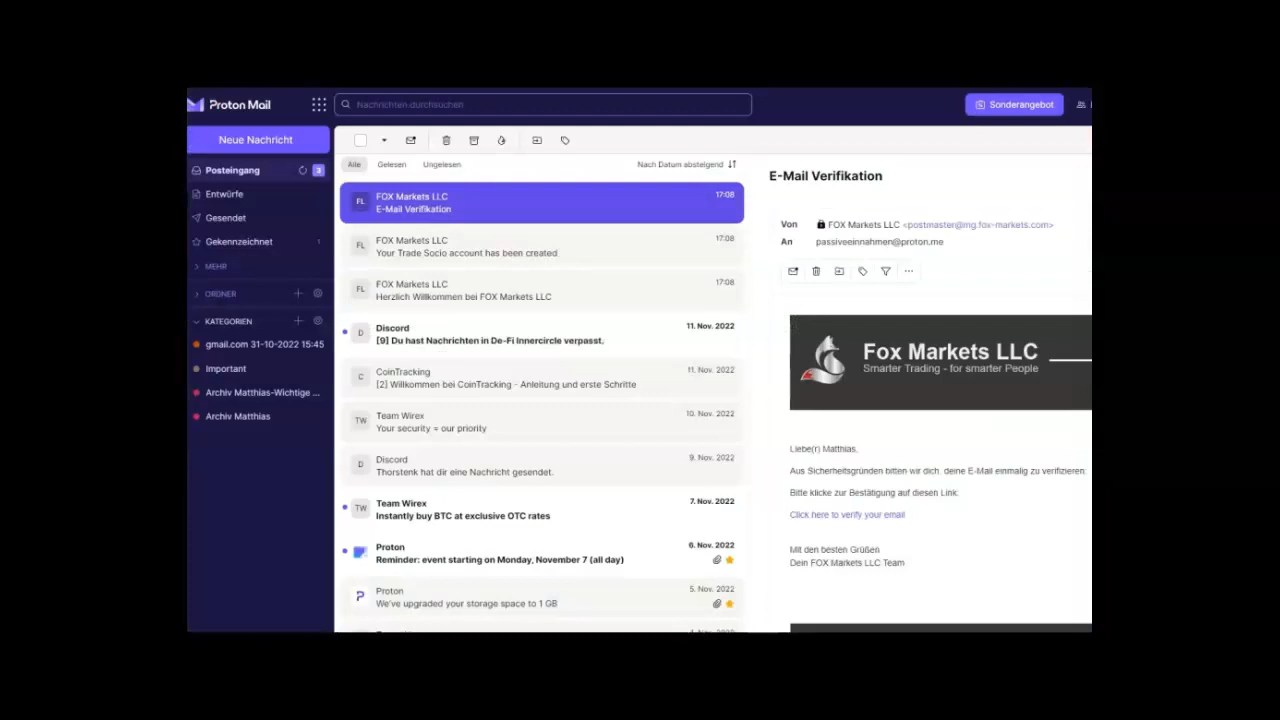 Proton Mail
Nachrichten durchsuchen
Sonderangebot
Neue Nachricht
Posteingang
3
Entwürfe
Gesendet
Gekennzeichnet
1
MEHR
ORDNER
KATEGORIEN
gmail.com 31-10-2022 15:45
Important
Archiv Matthias-Wichtige ...
Archiv Matthias
Alle Gelesen Ungelesen Nach Datum absteigend
FL FOX Markets LLC 17:08
E-Mail Verifikation
FL FOX Markets LLC 17:08
Your Trade Socio account has been created
FL FOX Markets LLC 17:08
Herzlich Willkommen bei FOX Markets LLC
D Discord 11. Nov. 2022
[9] Du hast Nachrichten in De-Fi Innercircle verpasst.
C CoinTracking 11. Nov. 2022
[2] Willkommen bei CoinTracking - Anleitung und erste Schritte
TW Team Wirex 10. Nov. 2022
Your security = our priority
D Discord 9. Nov. 2022
Thorstenk hat dir eine Nachricht gesendet.
TW Team Wirex 7. Nov. 2022
Instantly buy BTC at exclusive OTC rates
Proton 6. Nov. 2022
Reminder: event starting on Monday, November 7 (all day)
P Proton 5. Nov. 2022
We've upgraded your storage space to 1 GB
E-Mail Verifikation
Von FOX Markets LLC <postmaster@mg.fox-markets.com>
An passiveeinnahmen@proton.me
Fox Markets LLC
Smarter Trading - for smarter People
Liebe(r) Matthias,
Aus Sicherheitsgründen bitten wir dich, deine E-Mail einmalig zu verifizieren:
Bitte klicke zur Bestätigung auf diesen Link:
Click here to verify your email
Mit den besten Grüßen
Dein FOX Markets LLC Team